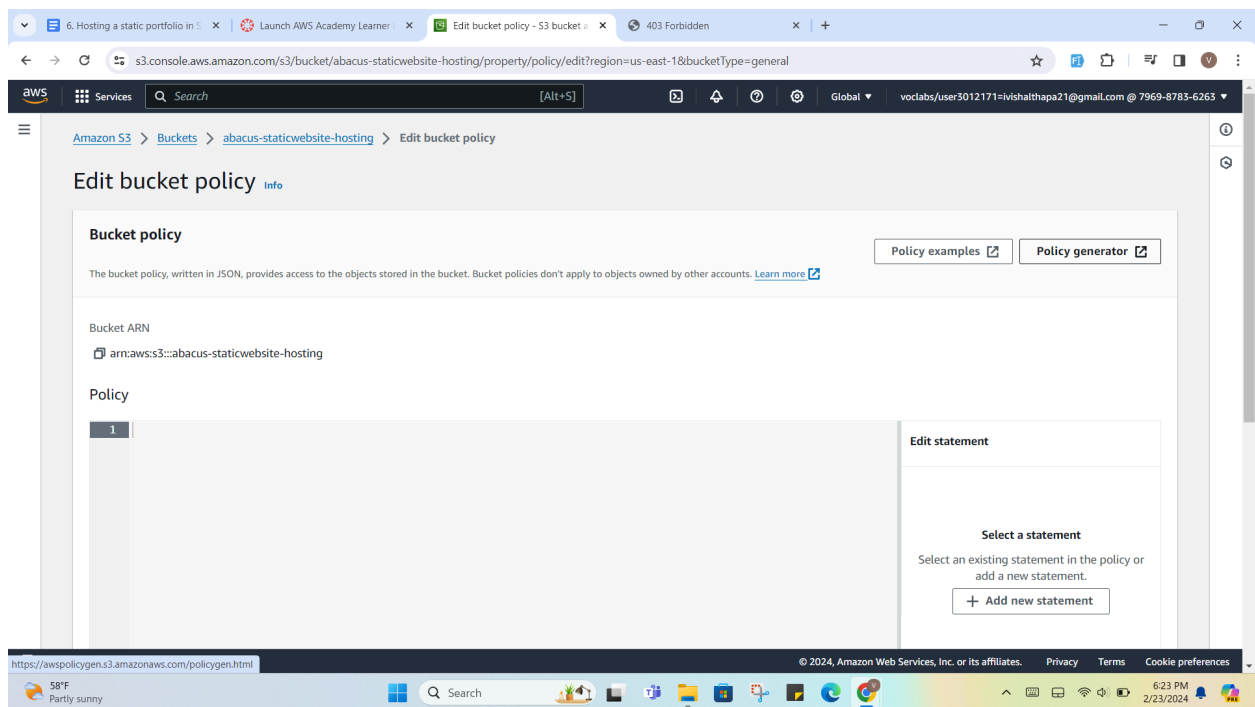 6. Hosting a static portfolio in S
Launch AWS Academy Learner
Edit bucket policy - S3 bucket a
403 Forbidden
s3.console.aws.amazon.com/s3/bucket/abacus-staticwebsite-hosting/property/policy/edit?region=us-east-1&bucketType=general
V
aws
Services
Search
[Alt+S]
Global
voclabs/user3012171=ivishalthapa21@gmail.com @ 7969-8783-6263
Amazon S3 > Buckets > abacus-staticwebsite-hosting > Edit bucket policy
Edit bucket policy Info
Bucket policy
Policy examples
Policy generator
The bucket policy, written in JSON, provides access to the objects stored in the bucket. Bucket policies don't apply to objects owned by other accounts. Learn more
Bucket ARN
arn:aws:s3:::abacus-staticwebsite-hosting
Policy
1
Edit statement
Select a statement
Select an existing statement in the policy or
add a new statement.
+ Add new statement
https://awspolicygen.s3.amazonaws.com/policygen.html
© 2024, Amazon Web Services, Inc. or its affiliates.
Privacy
Terms
Cookie preferences
58°F
Partly sunny
Search
V
6:23 PM
2/23/2024
PRE